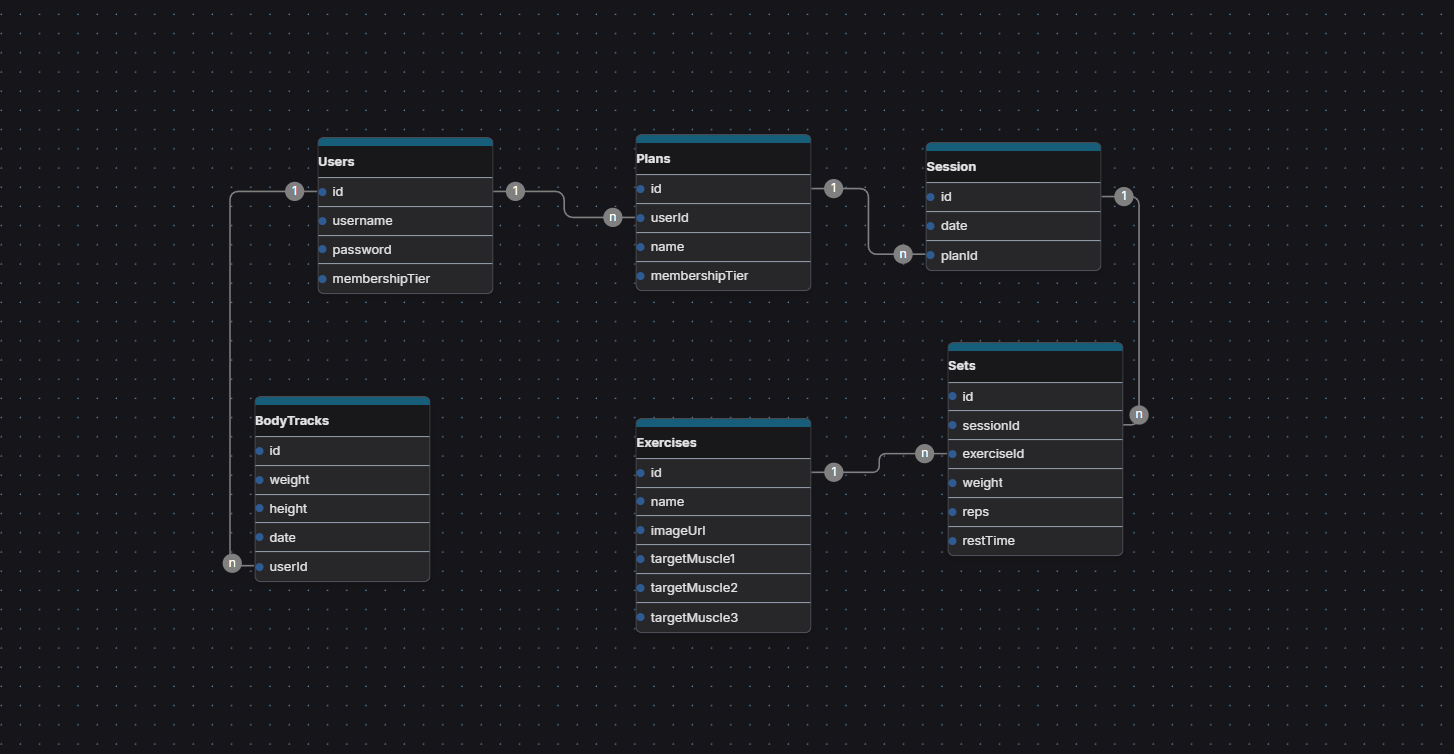 Users
id
username
password
membershipTier
1
1
n
Plans
id
userId
name
membershipTier
1
n
Session
id
date
planId
1
n
BodyTracks
id
weight
height
date
userId
n
Exercises
id
name
imageUrl
targetMuscle1
targetMuscle2
targetMuscle3
1
n
Sets
id
sessionId
exerciseId
weight
reps
restTime